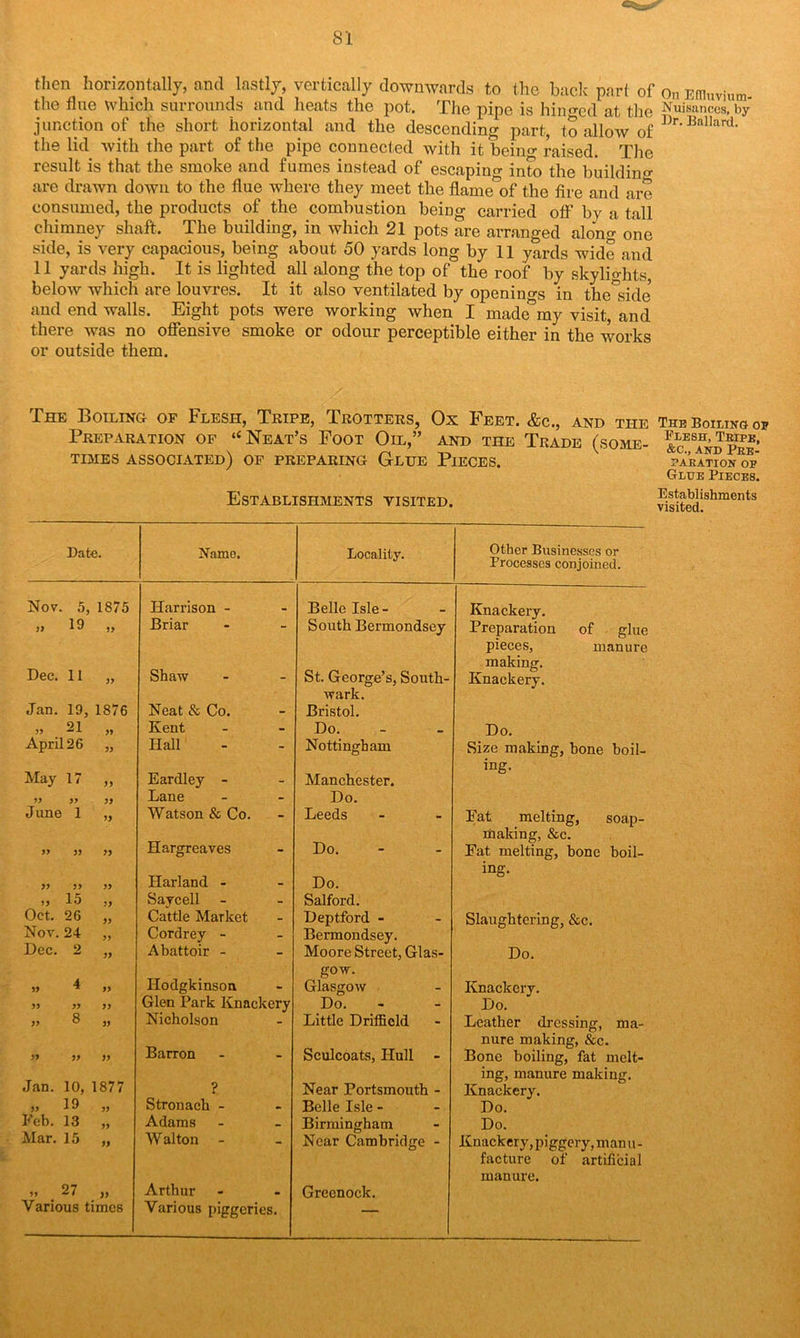 81
then horizontally, and lastly, vertically downwards to the back part of
the flue which surrounds and heats the pot. The pipe is hinged at the
junction of the short horizontal and the descending part, to allow of
the lid with the part of the pipe connected with it being raised. The
result is that the smoke and fumes instead of escaping into the building
are drawn down to the flue where they meet the flame of the fire and are
consumed, the products of the combustion being carried off by a tall
chimney shaft. The building, in which 21 pots are arranged along one
side, is very capacious, being about 50 yards long by 11 yards wide and
11 yards high. It is lighted all along the top of the roof by skylights,
below which are louvres. It it also ventilated by openings in the side
and end walls. Eight pots were working when I made my visit, and
there was no offensive smoke or odour perceptible either in the works
or outside them.
On Effluvium-
Nuisances, by
Dr. Ballard.
The Boiling of Flesh, Tripe, Trotters, Ox Feet. &c., and the
Preparation of “Neat’s Foot Oil,” and the Trade (some-
times associated) of preparing Glue Pieces.
The Boiling of
Flesh, Tripe,
&c., and Pre-
paration of
Glue Pieces.
Establishments visited.
Establishments
visited.
Date. Name. Locality. Other Businesses or
Processes conjoined.
Nov. 5, 1875 Harrison - - Belle Isle - - Knackery.
„ 19 „ Briar - - South Bermondsey Preparation of glue
pieces, manure
making.
Dec. 11 „ Shaw - - St. George’s, South- Knackery.
wark.
Jan. 19, 1876 Neat & Co. - Bristol.
„ 21 „ Kent - - Do. - - Do.
April 26 „ Hall - - Nottingham Size making, bone boil-
ing.
May 17 „ Eardley - - Manchester.
„ „ „ Lane - - Do.
June 1 „ Watson & Co. - Leeds - - Fat melting, soap-
making, &c.
„ „ „ Hargreaves - Do. - - Fat melting, bone boil-
ing.
„ „ „ Harland - - Do.
„ 15 „ Saycell - - Salford.
Oct. 26 „ Cattle Market - Deptford - - Slaughtering, &c.
Nov. 24 „ Cordrey - - Bermondsey.
Dec. 2 „ Abattoir - - Moore Street, Glas- Do.
gow.
„ 4 „ Hodgkinson - Glasgow - Knackery.
„ „ „ Glen Park Knackery Do. - - Do.
„ 8 „ Nicholson - Little Driffield - Leather dressing, ma-
nure making, &c.
„ „ „ Barron - - Sculcoats, Hull - Bone boiling, fat melt-
ing, manure making.
Jan. 10, 1877 ? Near Portsmouth - Knackery.
„ 19 „ Stronach - - Belle Isle - - Do.
Feb. 13 „ Adams - - Birmingham - Do.
Mar. 15 „ Walton - - Near Cambridge - Knackery, piggery, manu-
facture of artificial
manure.
„ 27 „ Arthur - - Greenock.
Various times Various piggeries. —